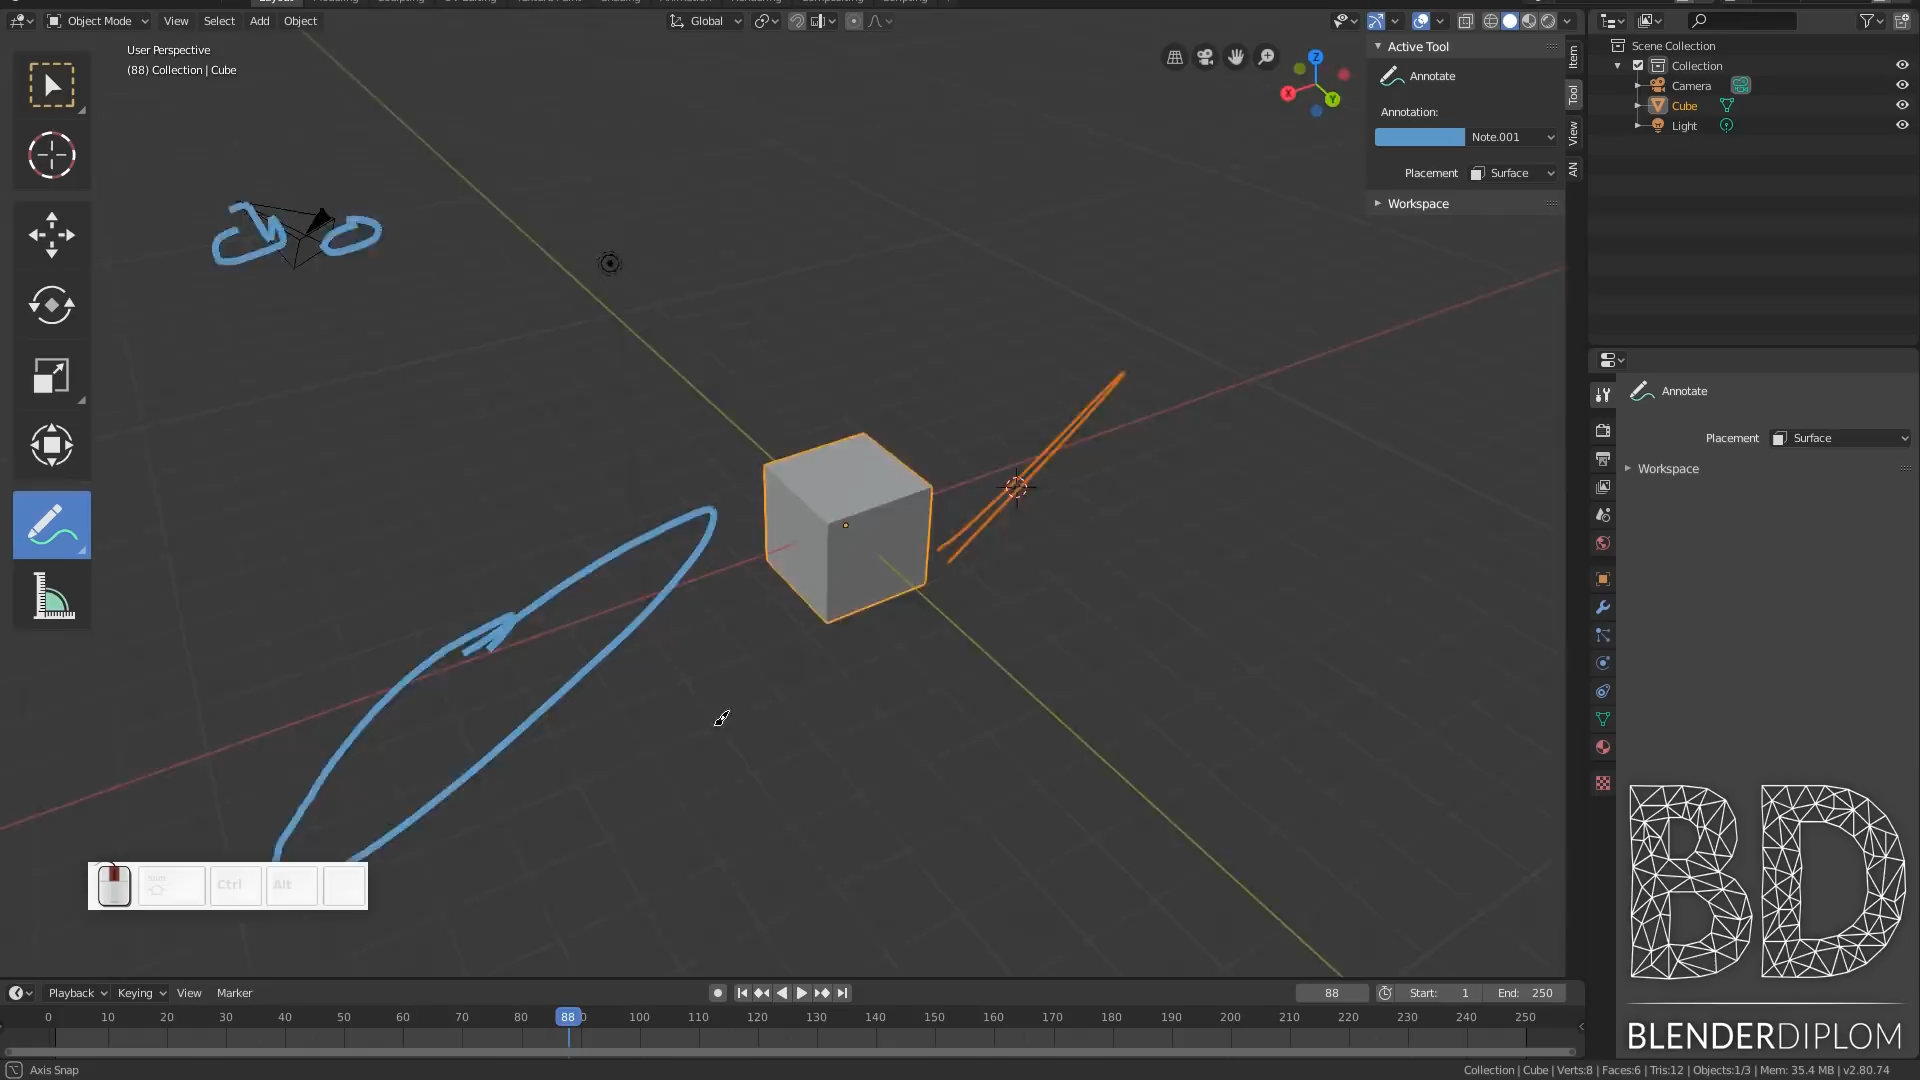 Object Mode
View
Select
Add
Object
Global
User Perspective
(88) Collection | Cube
Active Tool
Annotate
Annotation:
Note.001
Placement
Surface
Workspace
Item
Tool
View
AN
Scene Collection
Collection
Camera
Cube
Light
Annotate
Placement
Surface
Workspace
X
Y
Z
Ctrl
Alt
Playback
Keying
View
Marker
88
Start: 1
End: 250
0 10 20 30 40 50 60 70 80 88 100 110 120 130 140 150 160 170 180 190 200 210 220 230 240 250
Axis Snap
Collection | Cube | Verts:8 | Faces:6 | Tris:12 | Objects:1/3 | Mem: 35.4 MB | v2.80.74
BD
BLENDERDIPLOM